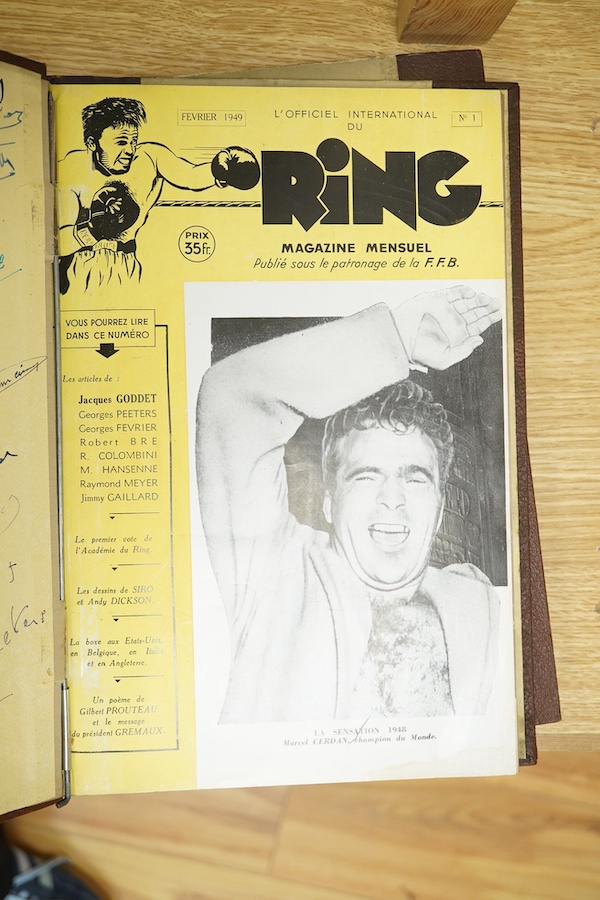 FEVRIER 1949
L'OFFICIEL INTERNATIONAL
DU
N° 1
RiNG
PRIX
35fr.
MAGAZINE MENSUEL
Publié sous le patronage de la F.F.B.
VOUS POURREZ LIRE
DANS CE NUMÉRO
Les articles de :
Jacques GODDET
Georges PEETERS
Georges FEVRIER
Robert BRE
R. COLOMBINI
M. HANSENNE
Raymond MEYER
Jimmy GAILLARD
Le premier vote de
l'Académie du Ring.
Les dessins de SIRO
et Andy DICKSON.
La boxe aux Etats-Unis,
en Belgique, en Italie
et en Angleterre.
Un poème de
Gilbert PROUTEAU
et le message
du président GREMAUX.
LA SENSATION 1948
Marcel CERDAN, champion du Monde.